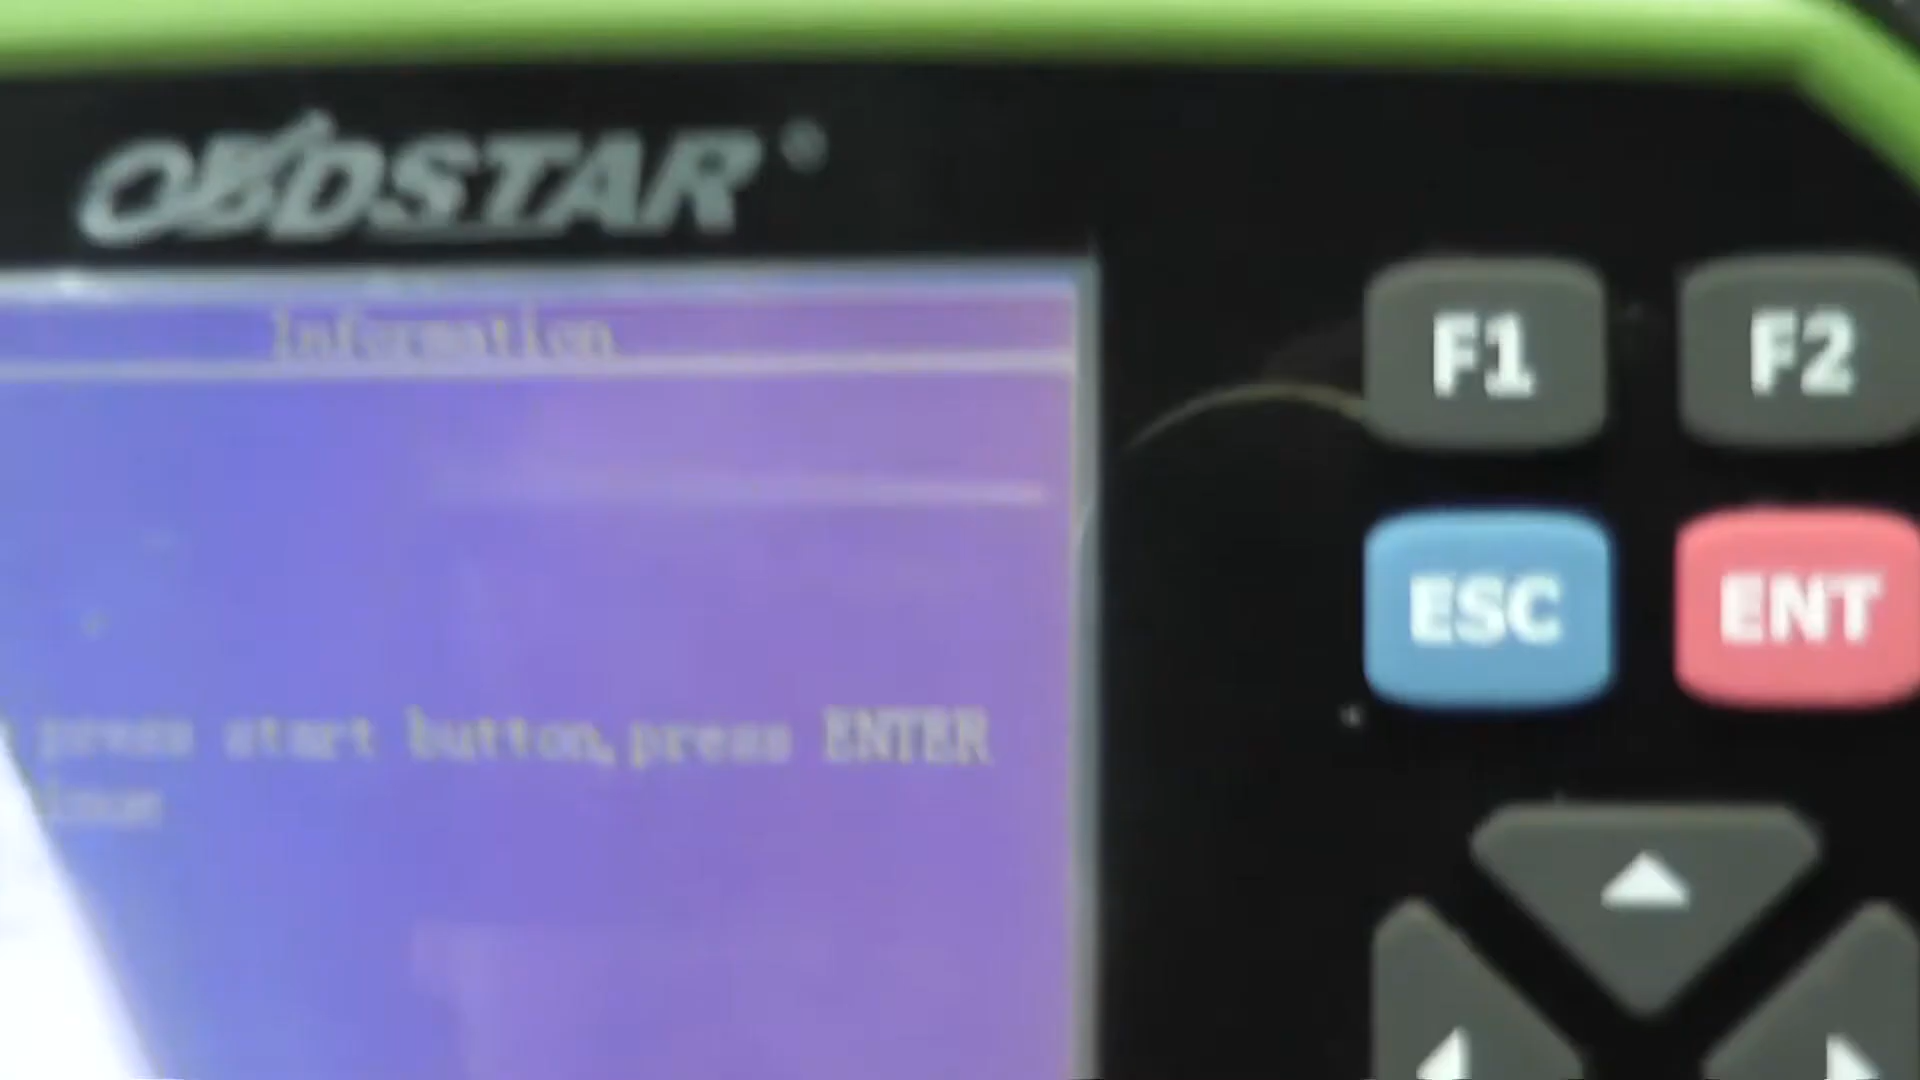 OBDSTAR®
Information
F1 F2
ESC ENT
press start button,press ENTER